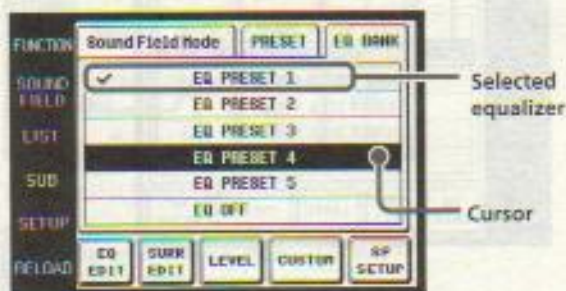 FUNCTION
SOUND FIELD
LIST
SUB
SETUP
RELOAD
Sound Field Mode PRESET EQ BANK
✓ EQ PRESET 1
EQ PRESET 2
EQ PRESET 3
EQ PRESET 4
EQ PRESET 5
EQ OFF
EQ EDIT SURR EDIT LEVEL CUSTOM SP SETUP
Selected equalizer
Cursor